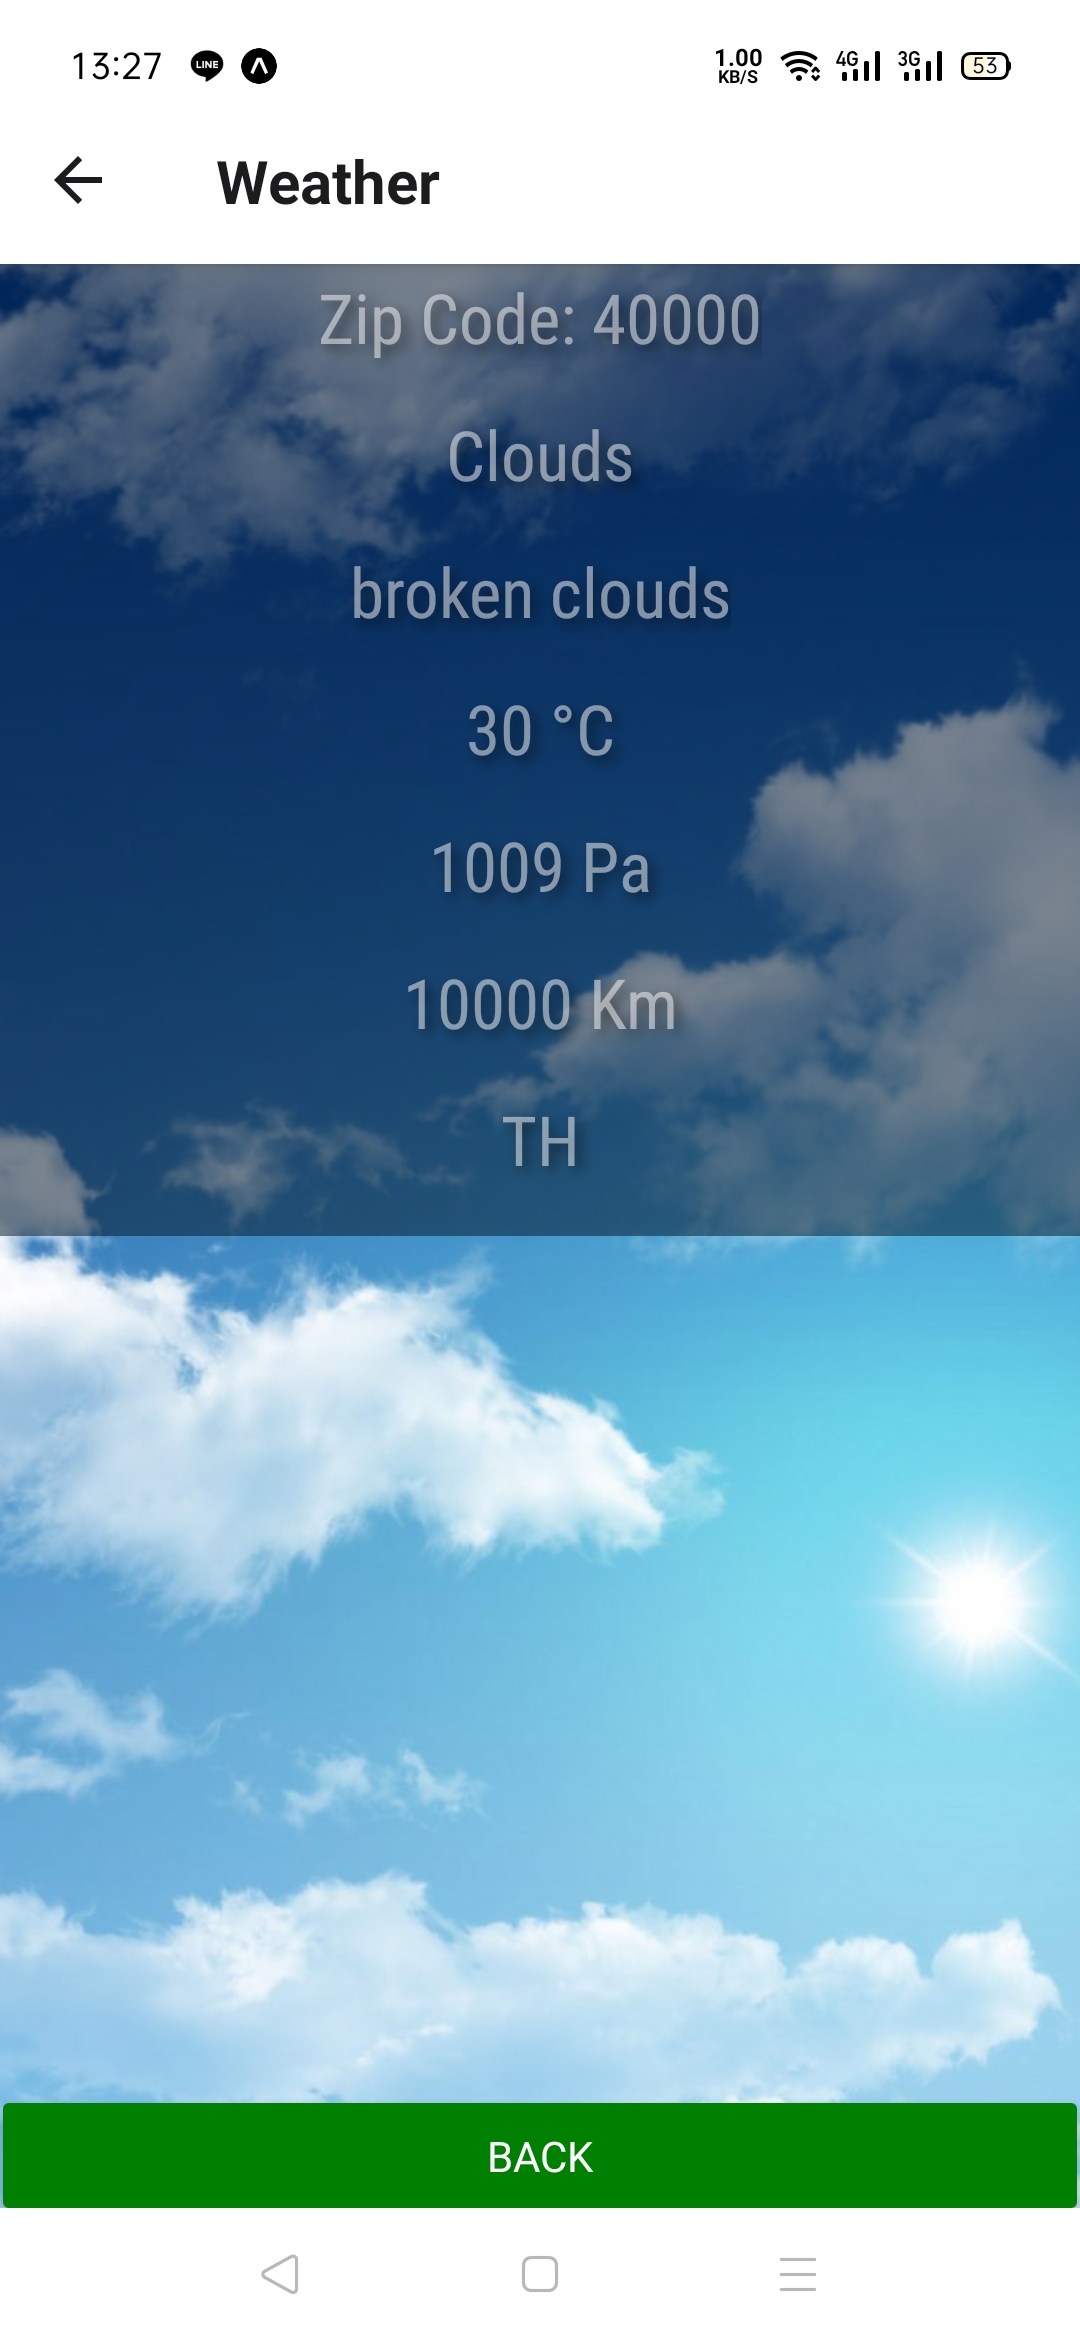 13:27 LINE 1.00 KB/S 4G 3G 53
Weather
Zip Code: 40000
Clouds
broken clouds
30 °C
1009 Pa
10000 Km
TH
BACK